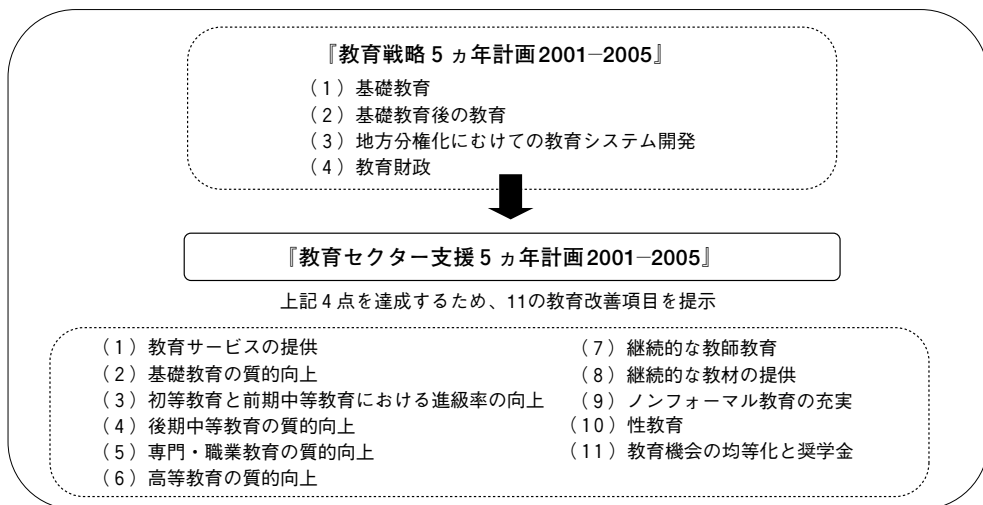 『教育戦略5ヵ年計画2001−2005』
（1）基礎教育
（2）基礎教育後の教育
（3）地方分権化にむけての教育システム開発
（4）教育財政
『教育セクター支援5ヵ年計画2001−2005』
上記4点を達成するため、11の教育改善項目を提示
（1）教育サービスの提供
（2）基礎教育の質的向上
（3）初等教育と前期中等教育における進級率の向上
（4）後期中等教育の質的向上
（5）専門・職業教育の質的向上
（6）高等教育の質的向上
（7）継続的な教師教育
（8）継続的な教材の提供
（9）ノンフォーマル教育の充実
（10）性教育
（11）教育機会の均等化と奨学金